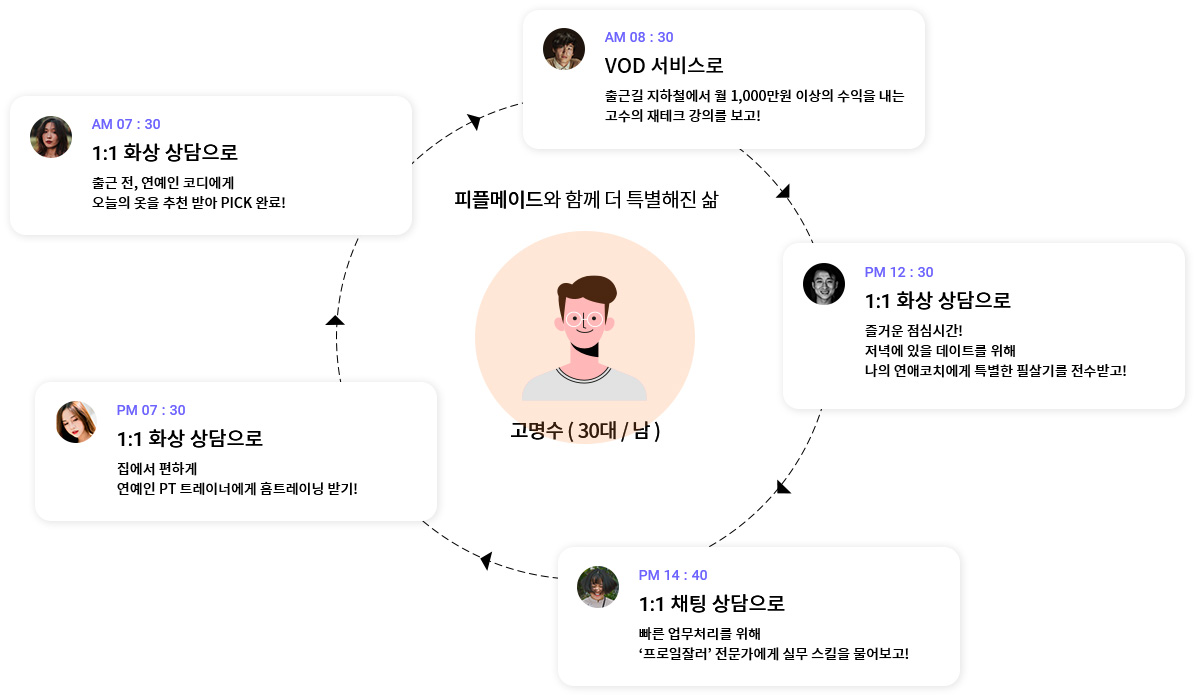 AM 08 : 30
VOD 서비스로
출근길 지하철에서 월 1,000만원 이상의 수익을 내는
고수의 재테크 강의를 보고!
AM 07 : 30
1:1 화상 상담으로
출근 전, 연예인 코디에게
오늘의 옷을 추천 받아 PICK 완료!
피플메이드와 함께 더 특별해진 삶
PM 12 : 30
1:1 화상 상담으로
즐거운 점심시간!
저녁에 있을 데이트를 위해
나의 연애코치에게 특별한 필살기를 전수받고!
고명수 ( 30대 / 남 )
PM 07 : 30
1:1 화상 상담으로
집에서 편하게
연예인 PT 트레이너에게 홈트레이닝 받기!
PM 14 : 40
1:1 채팅 상담으로
빠른 업무처리를 위해
‘프로일잘러’ 전문가에게 실무 스킬을 물어보고!